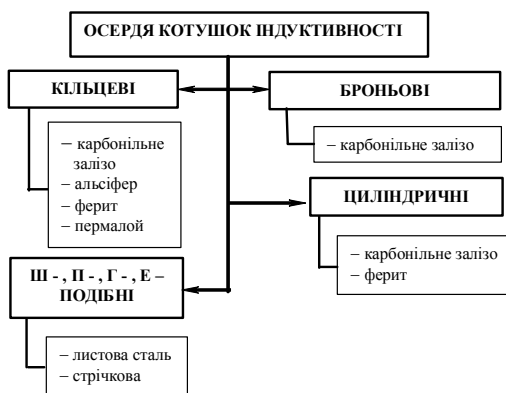 ОСЕРДЯ КОТУШОК ІНДУКТИВНОСТІ
КІЛЬЦЕВІ
– карбонільне
залізо
– альсіфер
– ферит
– пермалой
БРОНЬОВІ
– карбонільне залізо
ЦИЛІНДРИЧНІ
– карбонільне залізо
– ферит
Ш - , П - , Г - , Е –
ПОДІБНІ
– листова сталь
– стрічкова